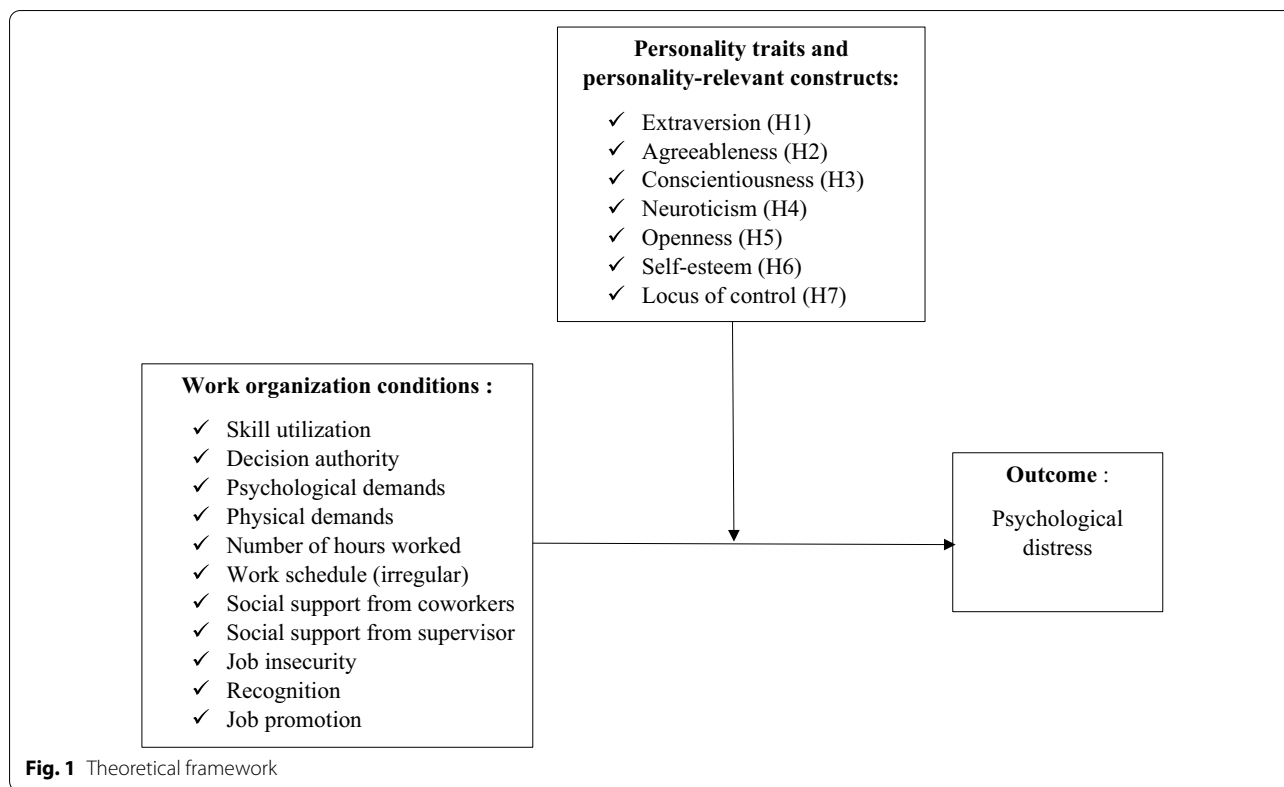 Personality traits and
personality-relevant constructs:
✓ Extraversion (H1)
✓ Agreeableness (H2)
✓ Conscientiousness (H3)
✓ Neuroticism (H4)
✓ Openness (H5)
✓ Self-esteem (H6)
✓ Locus of control (H7)
Work organization conditions :
✓ Skill utilization
✓ Decision authority
✓ Psychological demands
✓ Physical demands
✓ Number of hours worked
✓ Work schedule (irregular)
✓ Social support from coworkers
✓ Social support from supervisor
✓ Job insecurity
✓ Recognition
✓ Job promotion
Outcome :
Psychological
distress
Fig. 1 Theoretical framework